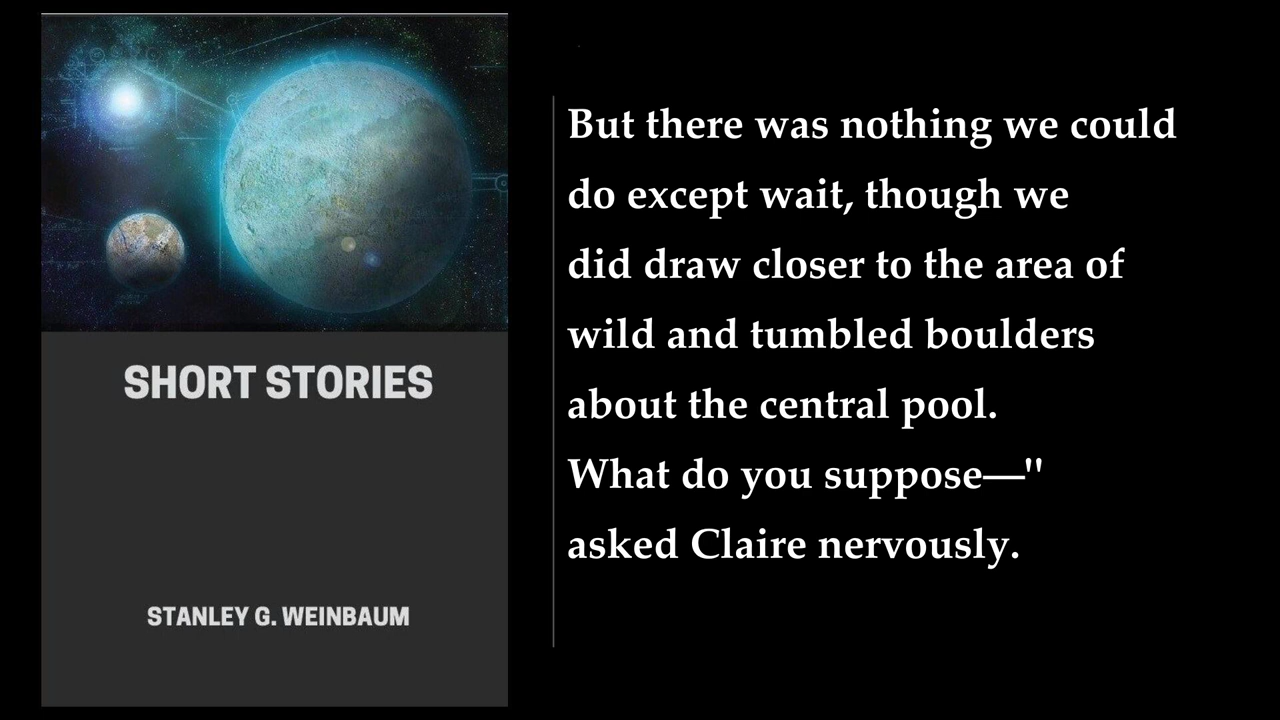 SHORT STORIES
STANLEY G. WEINBAUM
But there was nothing we could
do except wait, though we
did draw closer to the area of
wild and tumbled boulders
about the central pool.
What do you suppose—"
asked Claire nervously.